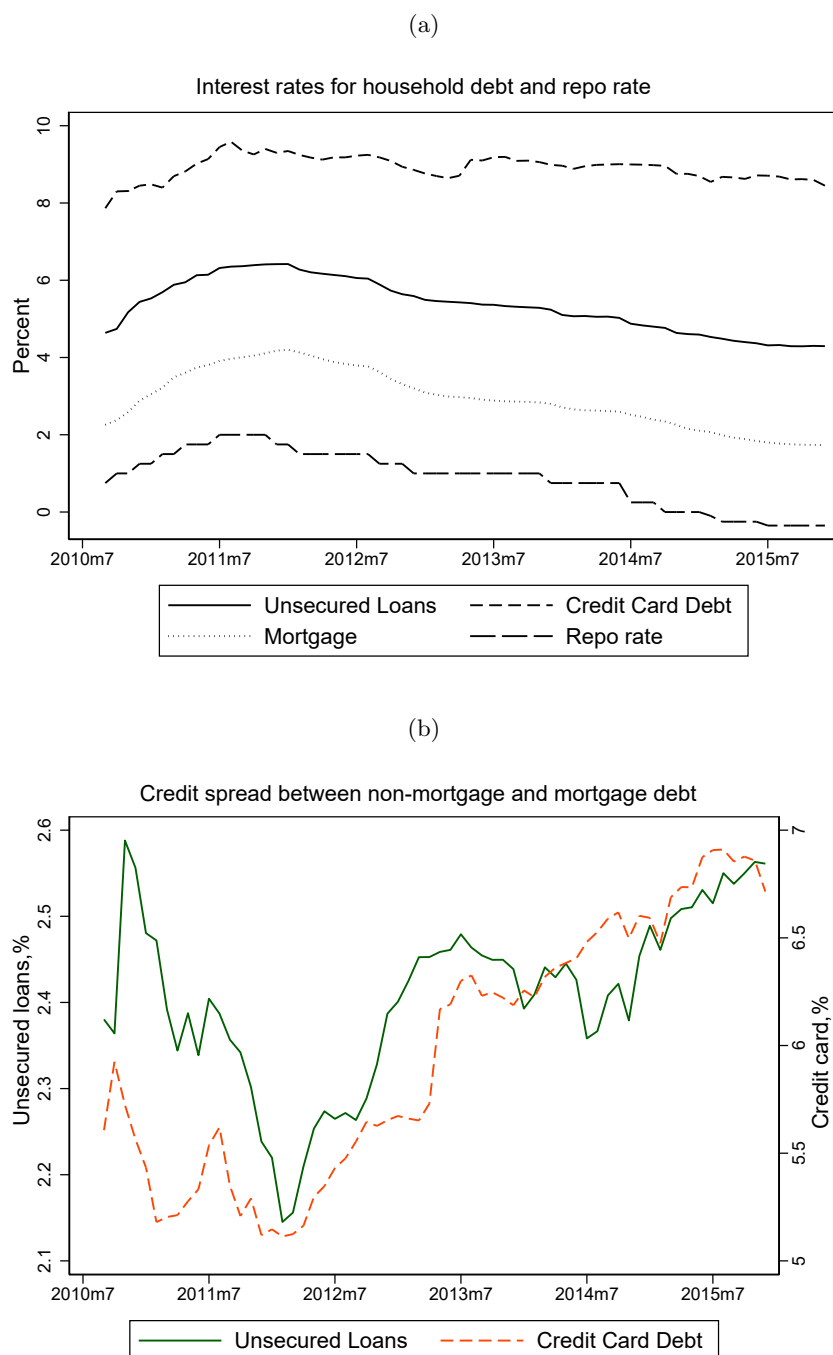 (a)
Interest rates for household debt and repo rate
Percent
10
8
6
4
2
0
2010m7 2011m7 2012m7 2013m7 2014m7 2015m7
Unsecured Loans Credit Card Debt
Mortgage Repo rate
(b)
Credit spread between non-mortgage and mortgage debt
Unsecured loans,%
2.6
2.5
2.4
2.3
2.2
2.1
Credit card,%
7
6.5
6
5.5
5
2010m7 2011m7 2012m7 2013m7 2014m7 2015m7
Unsecured Loans Credit Card Debt